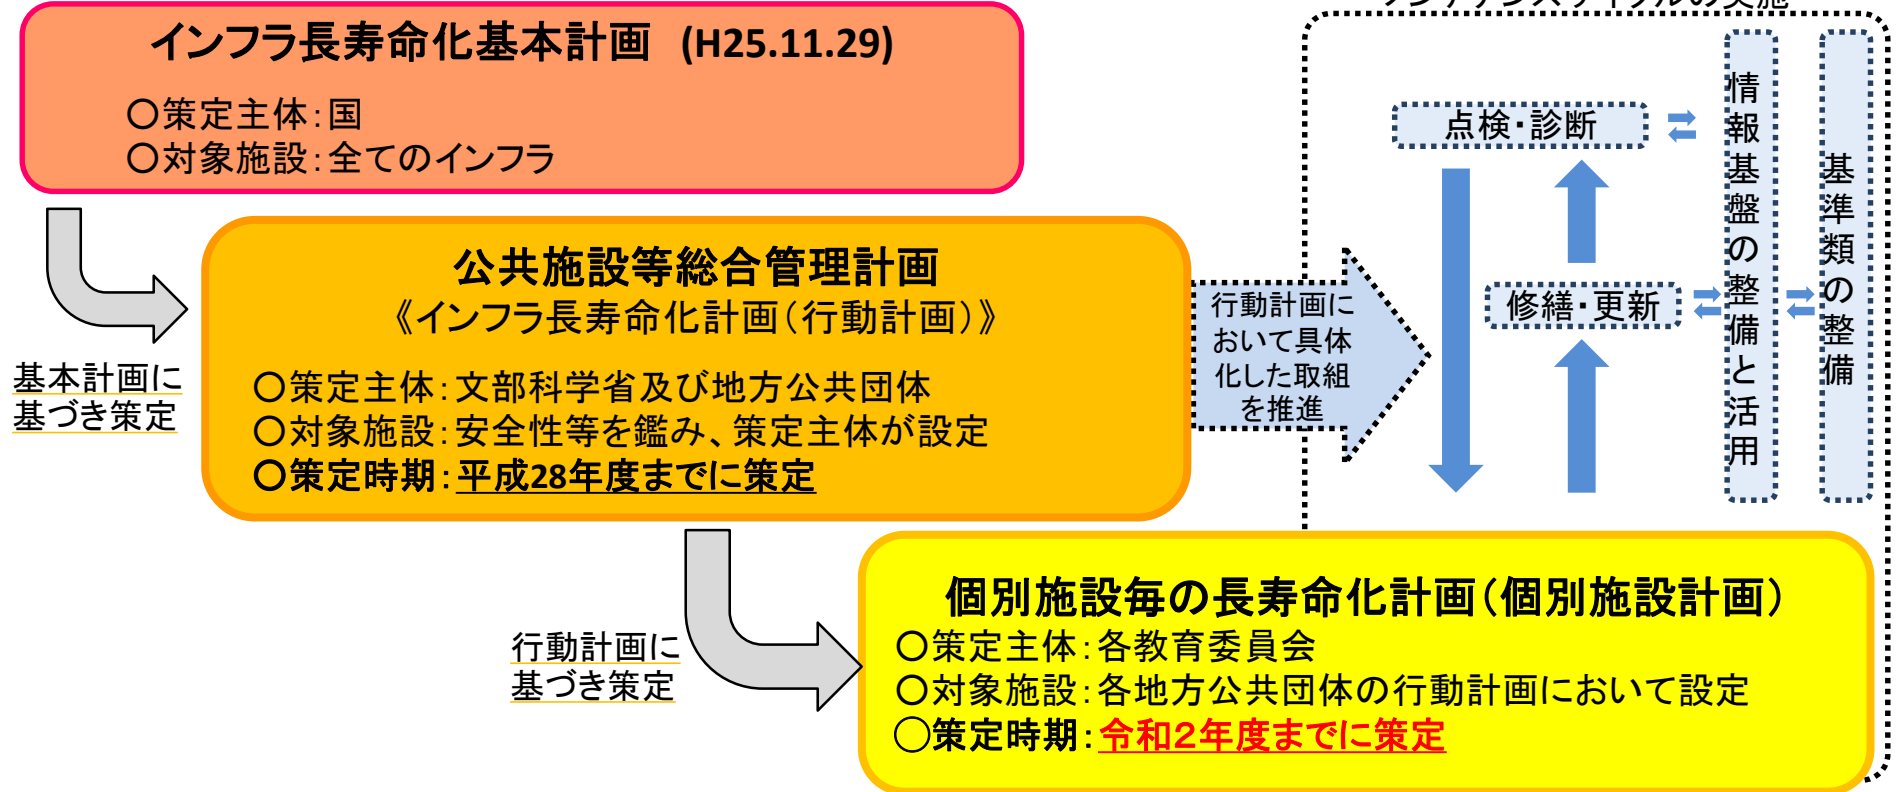 インフラ長寿命化基本計画 (H25.11.29)
○策定主体：国
○対象施設：全てのインフラ
基本計画に
基づき策定
公共施設等総合管理計画
《インフラ長寿命化計画（行動計画）》
○策定主体：文部科学省及び地方公共団体
○対象施設：安全性等を鑑み、策定主体が設定
○策定時期：平成28年度までに策定
行動計画に
おいて具体
化した取組
を推進
点検・診断
修繕・更新
情報基盤の整備と活用
基準類の整備
行動計画に
基づき策定
個別施設毎の長寿命化計画（個別施設計画）
○策定主体：各教育委員会
○対象施設：各地方公共団体の行動計画において設定
○策定時期：令和２年度までに策定